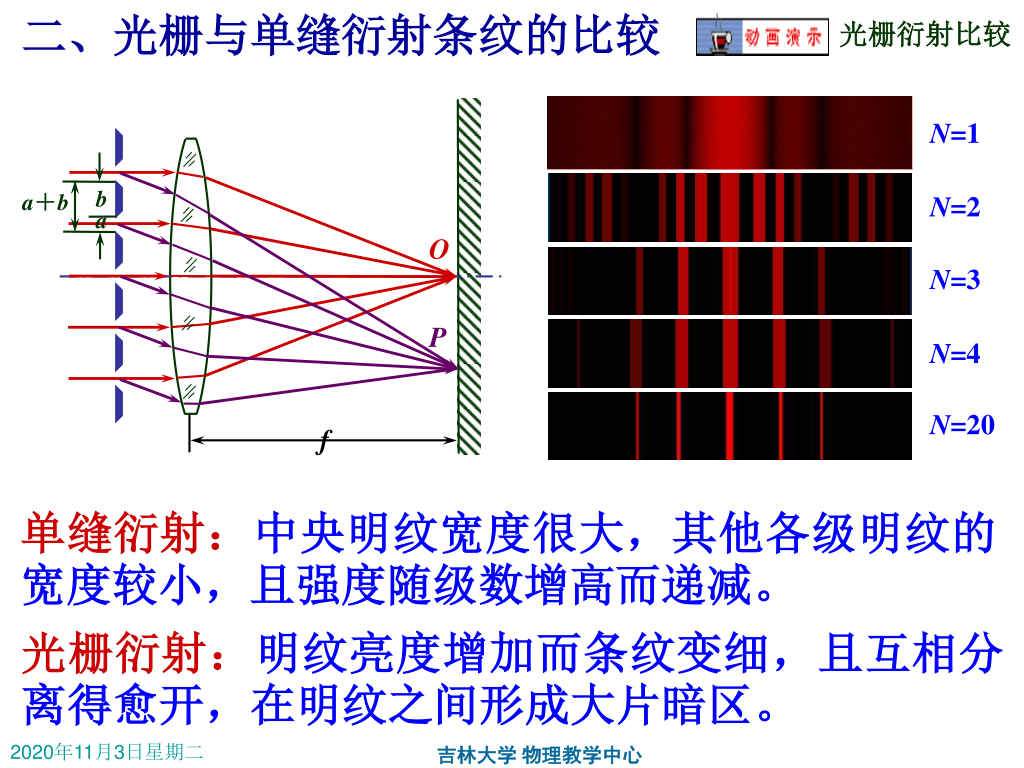 二、光栅与单缝衍射条纹的比较
动画演示
光栅衍射比较
N=1
N=2
N=3
N=4
N=20
a+b
b
a
O
P
f
单缝衍射：中央明纹宽度很大，其他各级明纹的
宽度较小，且强度随级数增高而递减。
光栅衍射：明纹亮度增加而条纹变细，且互相分
离得愈开，在明纹之间形成大片暗区。
2020年11月3日星期二
吉林大学 物理教学中心